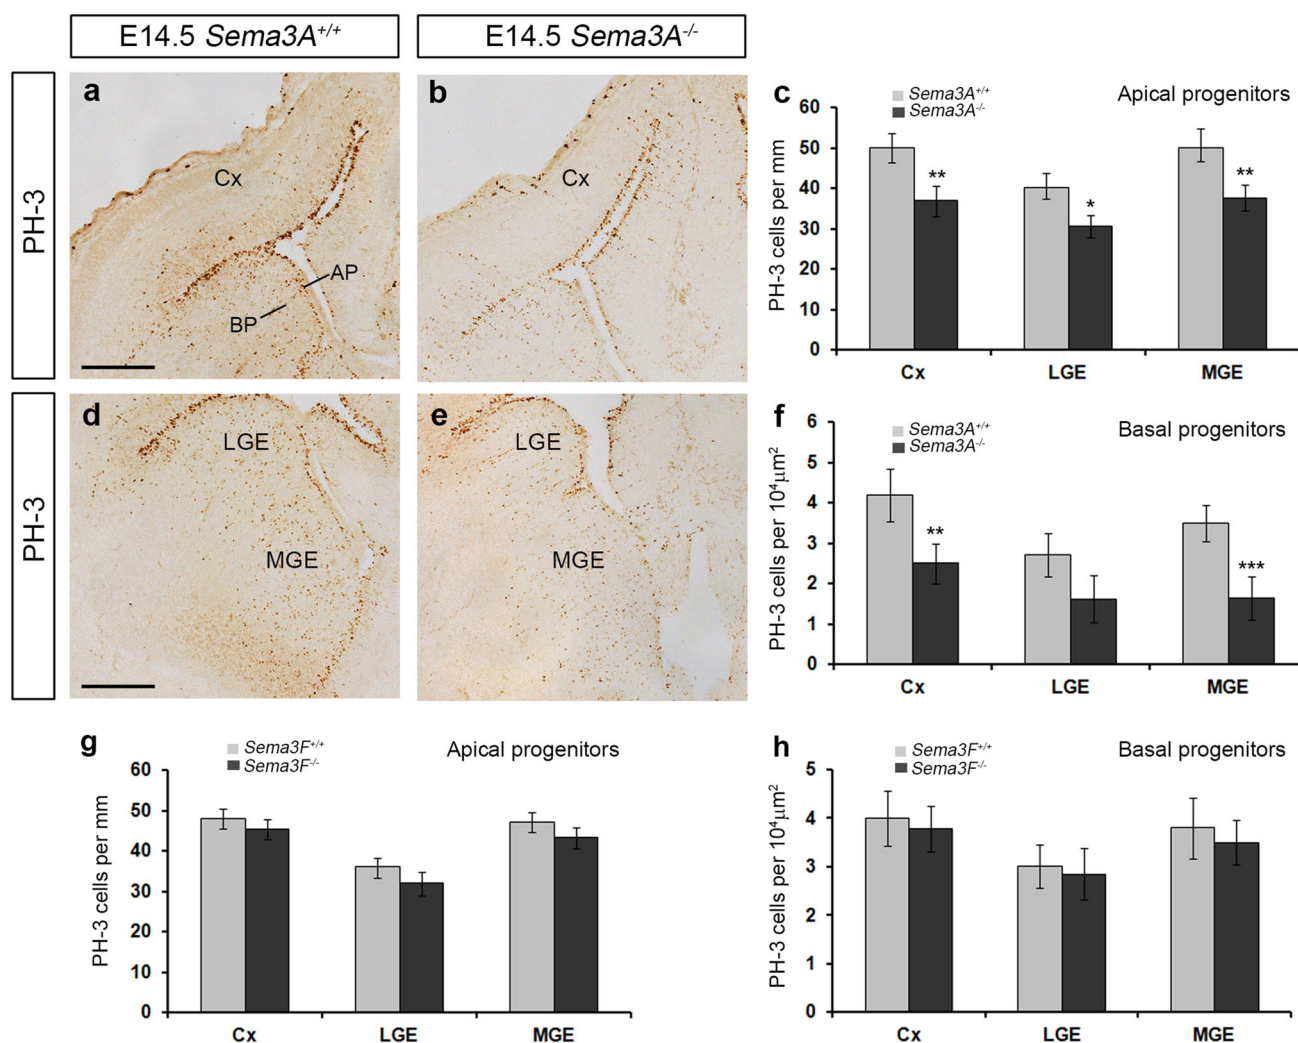 E14.5 Sema3A+/+
E14.5 Sema3A-/-
PH-3
a
Cx
AP
BP
b
Cx
c
Sema3A+/+
Sema3A-/-
Apical progenitors
PH-3 cells per mm
60
50
40
30
20
10
0
**
*
**
Cx
LGE
MGE
PH-3
d
LGE
MGE
e
LGE
MGE
f
Sema3A+/+
Sema3A-/-
Basal progenitors
PH-3 cells per 10⁴µm²
6
5
4
3
2
1
0
**
***
Cx
LGE
MGE
g
Sema3F+/+
Sema3F-/-
Apical progenitors
PH-3 cells per mm
60
50
40
30
20
10
0
Cx
LGE
MGE
h
Sema3F+/+
Sema3F-/-
Basal progenitors
PH-3 cells per 10⁴µm²
5
4
3
2
1
0
Cx
LGE
MGE